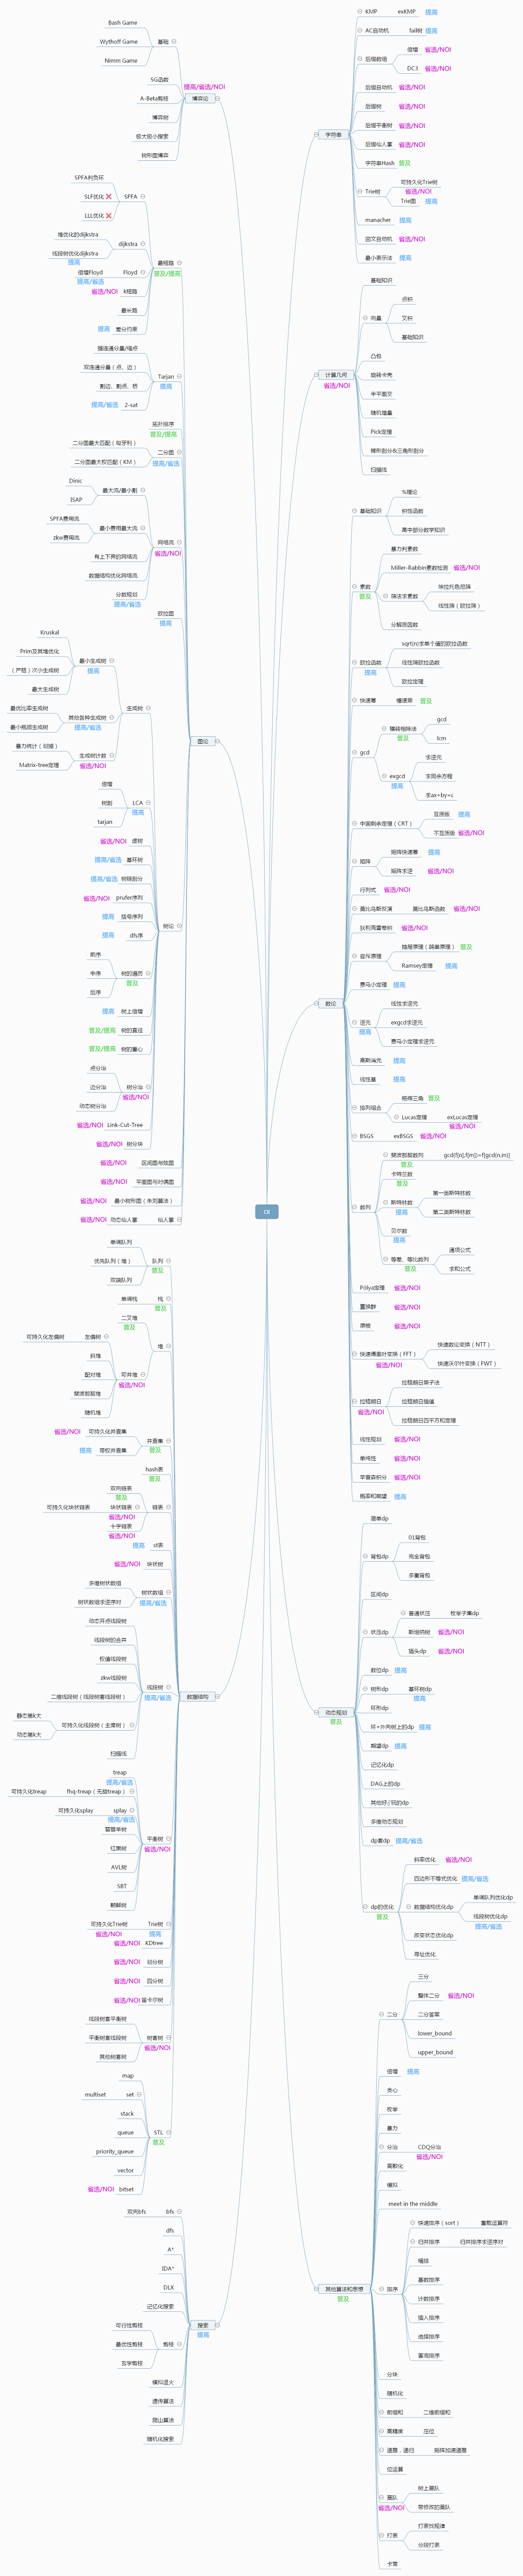 OI
博弈论
提高/省选/NOI
基础
Bash Game
Wythoff Game
Nimm Game
SG函数
A-Beta剪枝
博弈树
极大极小搜索
树形图博弈
图论
最短路
普及/提高
SPFA
SPFA判负环
SLF优化
LLL优化
dijkstra
堆优化的dijkstra
线段树优化dijkstra
提高
Floyd
倍增Floyd
提高/省选
k短路
省选/NOI
最长路
差分约束
提高
Tarjan
提高
强连通分量/缩点
双连通分量（点、边）
割边、割点、桥
2-sat
提高/省选
拓扑排序
普及/提高
二分图
提高/省选
二分图最大匹配（匈牙利）
二分图最大权匹配（KM）
网络流
省选/NOI
最大流/最小割
Dinic
ISAP
最小费用最大流
SPFA费用流
zkw费用流
有上下界的网络流
数据结构优化网络流
分数规划
提高/省选
欧拉图
提高
树论
生成树
最小生成树
提高
Kruskal
Prim及其堆优化
（严格）次小生成树
最大生成树
其他各种生成树
提高/省选
最优比率生成树
最小瓶颈生成树
生成树计数
省选/NOI
Matrix-tree定理
LCA
提高
倍增
树剖
tarjan
虚树
省选/NOI
基环树
提高/省选
树链剖分
提高/省选
prufer序列
省选/NOI
括号序列
提高
dfs序
提高
树的遍历
普及
前序
中序
后序
树上倍增
提高
树的直径
普及/提高
树的重心
普及/提高
树分治
省选/NOI
点分治
边分治
动态树分治
Link-Cut-Tree
省选/NOI
树分块
省选/NOI
区间图与弦图
省选/NOI
平面图与对偶图
省选/NOI
最小树形图（朱刘算法）
省选/NOI
仙人掌
动态仙人掌
省选/NOI
数据结构
队列
普及
单调队列
优先队列（堆）
双端队列
栈
普及
单调栈
堆
二叉堆
普及
可并堆
省选/NOI
左偏树
可持久化左偏树
斜堆
配对堆
斐波那契堆
随机堆
并查集
普及
可持久化并查集
省选/NOI
带权并查集
提高
hash表
普及
链表
双向链表
普及
块状链表
省选/NOI
可持久化块状链表
十字链表
省选/NOI
st表
提高
块状树
省选/NOI
树状数组
提高/省选
多维树状数组
树状数组求逆序对
线段树
提高/省选
动态开点线段树
线段树的合并
权值线段树
zkw线段树
二维线段树（线段树套线段树）
可持久化线段树（主席树）
静态第k大
动态第k大
扫描线
平衡树
省选/NOI
treap
提高/省选
fhq-treap（无旋treap）
可持久化treap
splay
提高/省选
可持久化splay
替罪羊树
红黑树
AVL树
SBT
朝鲜树
Trie树
提高
可持久化Trie树
省选/NOI
KDtree
省选/NOI
划分树
省选/NOI
四分树
省选/NOI
笛卡尔树
省选/NOI
树套树
省选/NOI
线段树套平衡树
平衡树套线段树
其他树套树
STL
普及
map
set
multiset
stack
queue
priority_queue
vector
bitset
省选/NOI
搜索
提高
bfs
双向bfs
dfs
A*
IDA*
DLX
记忆化搜索
剪枝
可行性剪枝
最优性剪枝
玄学剪枝
模拟退火
遗传算法
爬山算法
随机化搜索
字符串
KMP
exKMP
提高
AC自动机
fail树
提高
后缀数组
倍增
省选/NOI
DC3
省选/NOI
后缀自动机
省选/NOI
后缀树
省选/NOI
后缀平衡树
省选/NOI
后缀仙人掌
省选/NOI
字符串Hash
普及
Trie树
可持久化Trie树
省选/NOI
Trie图
提高
manacher
提高
回文自动机
省选/NOI
最小表示法
提高
计算几何
省选/NOI
基础知识
向量
点积
叉积
基础知识
凸包
旋转卡壳
半平面交
随机增量
Pick定理
梯形剖分&三角形剖分
扫描线
数论
基础知识
%理论
积性函数
高中部分数学知识
素数
普及
暴力判素数
Miller-Rabbin素数检测
省选/NOI
筛法求素数
埃拉托色尼筛
线性筛（欧拉筛）
分解质因数
欧拉函数
提高
sqrt(n)求单个值的欧拉函数
线性筛欧拉函数
欧拉定理
快速幂
慢速乘
普及
gcd
辗转相除法
普及
gcd
lcm
exgcd
提高
求逆元
求同余方程
求ax+by=c
中国剩余定理（CRT）
互质版
提高
不互质版
省选/NOI
矩阵
矩阵快速幂
提高
矩阵求逆
省选/NOI
行列式
省选/NOI
莫比乌斯反演
莫比乌斯函数
省选/NOI
狄利克雷卷积
省选/NOI
容斥原理
抽屉原理（鸽巢原理）
普及
Ramsey定理
提高
费马小定理
提高
逆元
提高
线性求逆元
exgcd求逆元
费马小定理求逆元
高斯消元
提高
线性基
提高
排列组合
杨辉三角
普及
Lucas定理
exLucas定理
省选/NOI
BSGS
exBSGS
省选/NOI
数列
斐波那契数列
普及
gcd(f[n],f[m])=f[gcd(n,m)]
卡特兰数
普及
斯特林数
提高
第一类斯特林数
第二类斯特林数
贝尔数
提高
等差、等比数列
普及
通项公式
求和公式
Pólya定理
省选/NOI
置换群
省选/NOI
原根
省选/NOI
快速傅里叶变换（FFT）
省选/NOI
快速数论变换（NTT）
快速沃尔什变换（FWT）
拉格朗日
省选/NOI
拉格朗日乘子法
拉格朗日插值
拉格朗日四平方和定理
线性规划
省选/NOI
单纯性
省选/NOI
辛普森积分
省选/NOI
概率和期望
提高
动态规划
普及
简单dp
背包dp
01背包
完全背包
多重背包
区间dp
状压dp
普通状压
枚举子集dp
斯坦纳树
省选/NOI
插头dp
省选/NOI
数位dp
提高
树形dp
基环树dp
提高
环形dp
环+外向树上的dp
提高
期望dp
提高
记忆化dp
DAG上的dp
多维动态规划
dp套dp
提高/省选
dp的优化
普及
斜率优化
省选/NOI
四边形不等式优化
提高/省选
数据结构优化dp
单调队列优化dp
线段树优化dp
提高/省选
改变状态优化dp
寻址优化
其他算法和思想
普及
二分
三分
整体二分
省选/NOI
二分答案
lower_bound
upper_bound
倍增
提高
贪心
枚举
暴力
分治
CDQ分治
省选/NOI
离散化
模拟
meet in the middle
排序
快速排序（sort）
重载运算符
归并排序
归并排序求逆序对
桶排
基数排序
计数排序
插入排序
选择排序
冒泡排序
分块
随机化
前缀和
二维前缀和
高精度
压位
递推，递归
矩阵加速递推
位运算
莫队
省选/NOI
树上莫队
带修改的莫队
打表
打表找规律
分段打表
卡常